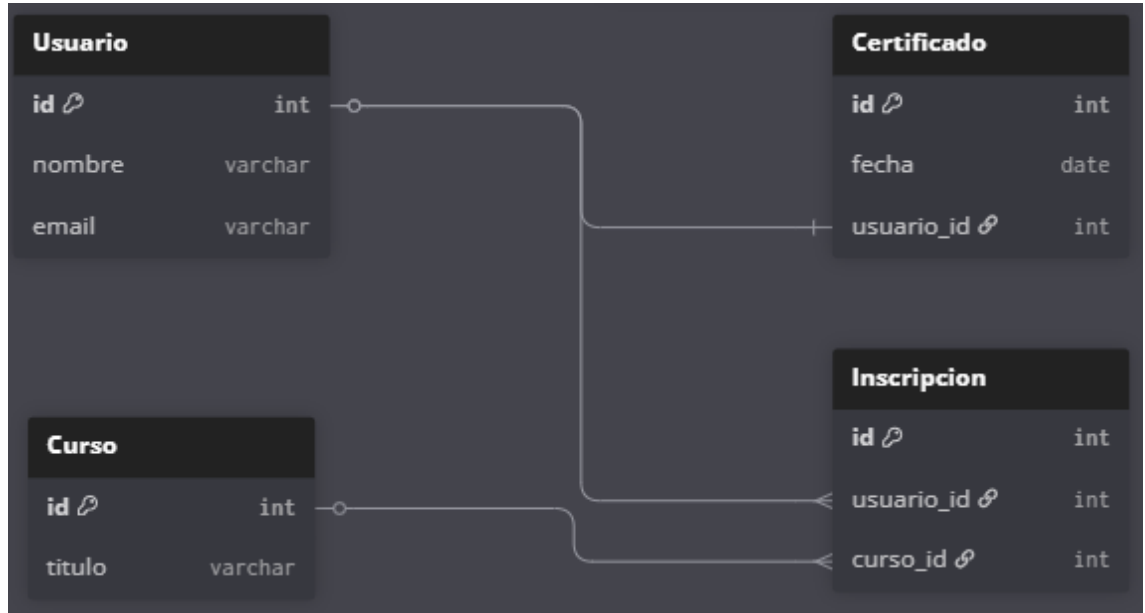 Usuario
id int
nombre varchar
email varchar
Certificado
id int
fecha date
usuario_id int
Curso
id int
titulo varchar
Inscripcion
id int
usuario_id int
curso_id int